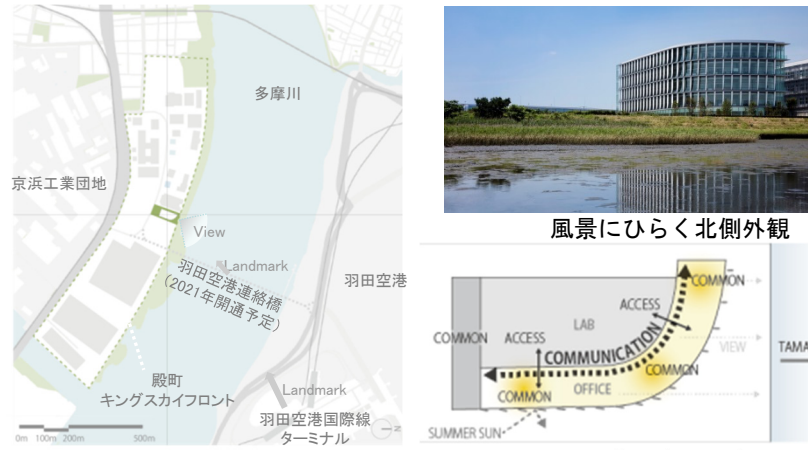 多摩川
京浜工業団地
View
Landmark
羽田空港連絡橋
(2021年開通予定)
羽田空港
殿町
キングスカイフロント
Landmark
羽田空港国際線
ターミナル
0m 100m 200m 500m
N
風景にひらく北側外観
COMMON
ACCESS
LAB
COMMON
ACCESS
COMMUNICATION
VIEW
TAMA
COMMON
OFFICE
COMMON
SUMMER SUN